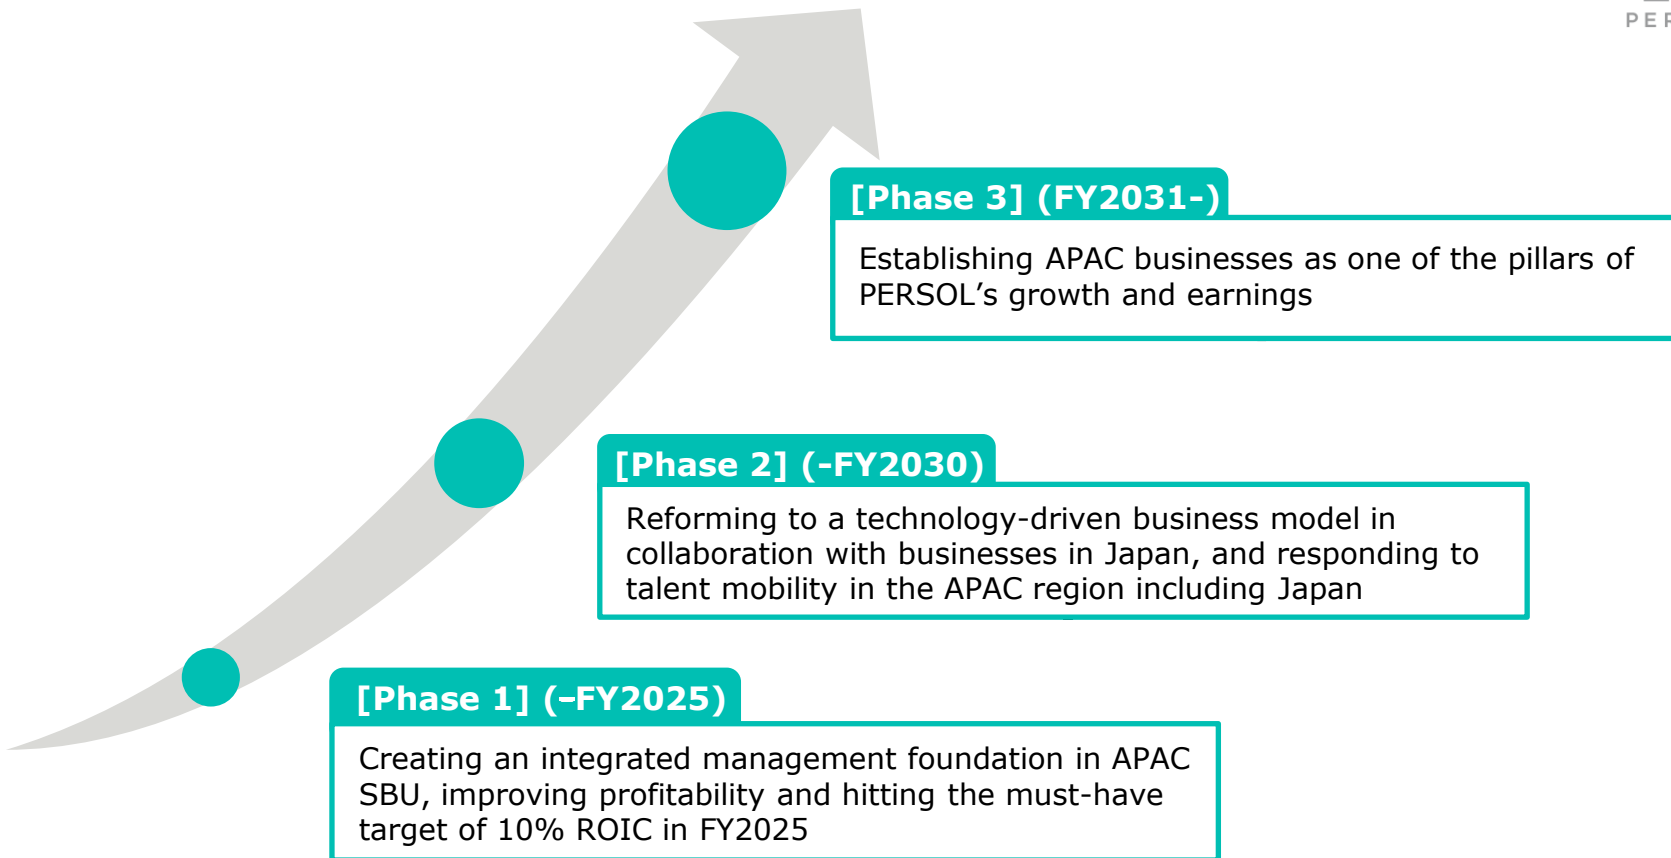 PER
[Phase 3] (FY2031-)
Establishing APAC businesses as one of the pillars of
PERSOL’s growth and earnings
[Phase 2] (-FY2030)
Reforming to a technology-driven business model in
collaboration with businesses in Japan, and responding to
talent mobility in the APAC region including Japan
[Phase 1] (–FY2025)
Creating an integrated management foundation in APAC
SBU, improving profitability and hitting the must-have
target of 10% ROIC in FY2025